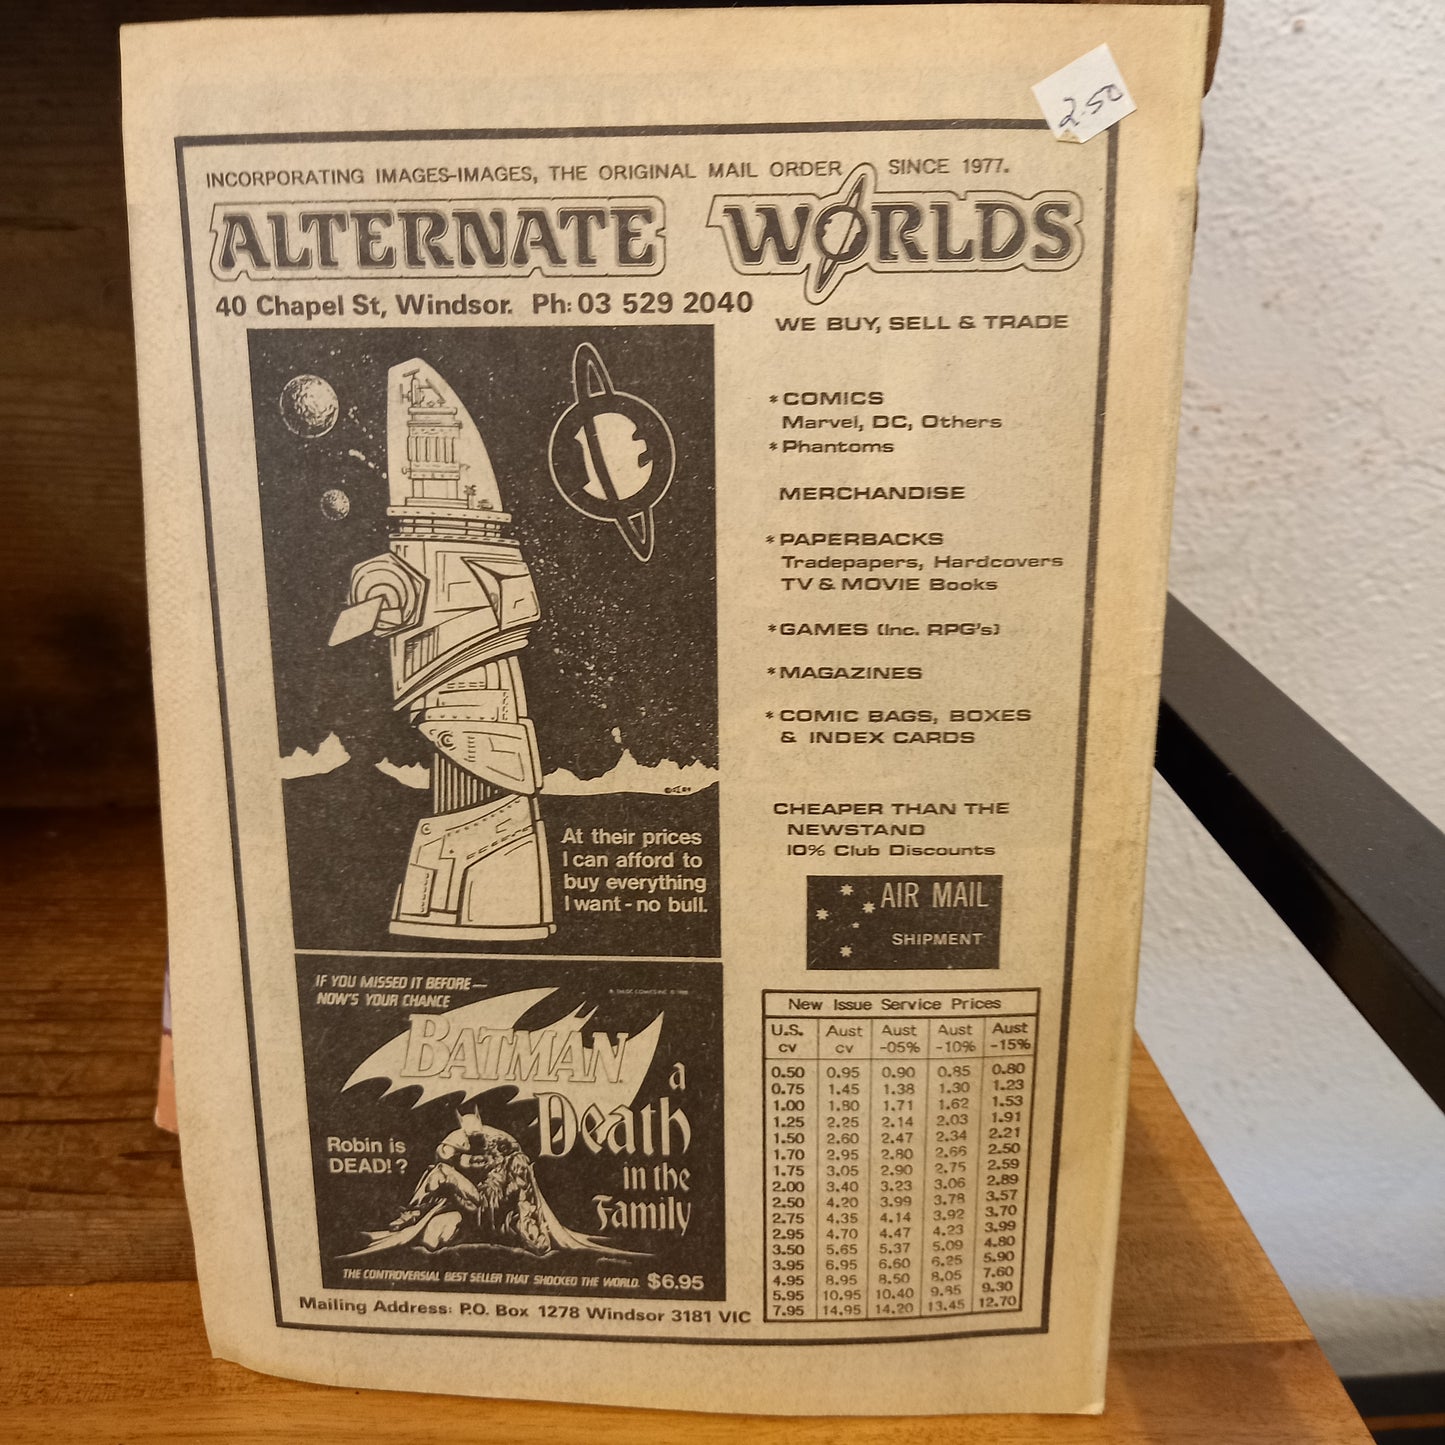 2.50
INCORPORATING IMAGES-IMAGES, THE ORIGINAL MAIL ORDER SINCE 1977.
ALTERNATE WORLDS
40 Chapel St, Windsor. Ph: 03 529 2040
WE BUY, SELL & TRADE
* COMICS
Marvel, DC, Others
* Phantoms
MERCHANDISE
* PAPERBACKS
Tradepapers, Hardcovers
TV & MOVIE Books
* GAMES (Inc. RPG's)
* MAGAZINES
* COMIC BAGS, BOXES
& INDEX CARDS
CHEAPER THAN THE
NEWSTAND
10% Club Discounts
AIR MAIL
SHIPMENT
At their prices
I can afford to
buy everything
I want - no bull.
IF YOU MISSED IT BEFORE—
NOW'S YOUR CHANCE
BATMAN
a
Death
in the
Family
Robin is
DEAD! ?
THE CONTROVERSIAL BEST SELLER THAT SHOCKED THE WORLD. $6.95
Mailing Address: P.O. Box 1278 Windsor 3181 VIC
New Issue Service Prices
U.S. Aust Aust Aust Aust
cv cv -05% -10% -15%
0.50 0.95 0.90 0.85 0.80
0.75 1.45 1.38 1.30 1.23
1.00 1.80 1.71 1.62 1.53
1.25 2.25 2.14 2.03 1.91
1.50 2.60 2.47 2.34 2.21
1.70 2.95 2.80 2.66 2.50
1.75 3.05 2.90 2.75 2.59
2.00 3.40 3.23 3.06 2.89
2.50 4.20 3.99 3.78 3.57
2.75 4.35 4.14 3.92 3.70
2.95 4.70 4.47 4.23 3.99
3.50 5.65 5.37 5.09 4.80
3.95 6.95 6.60 6.25 5.90
4.95 8.95 8.50 8.05 7.60
5.95 10.95 10.40 9.85 9.30
7.95 14.95 14.20 13.45 12.70